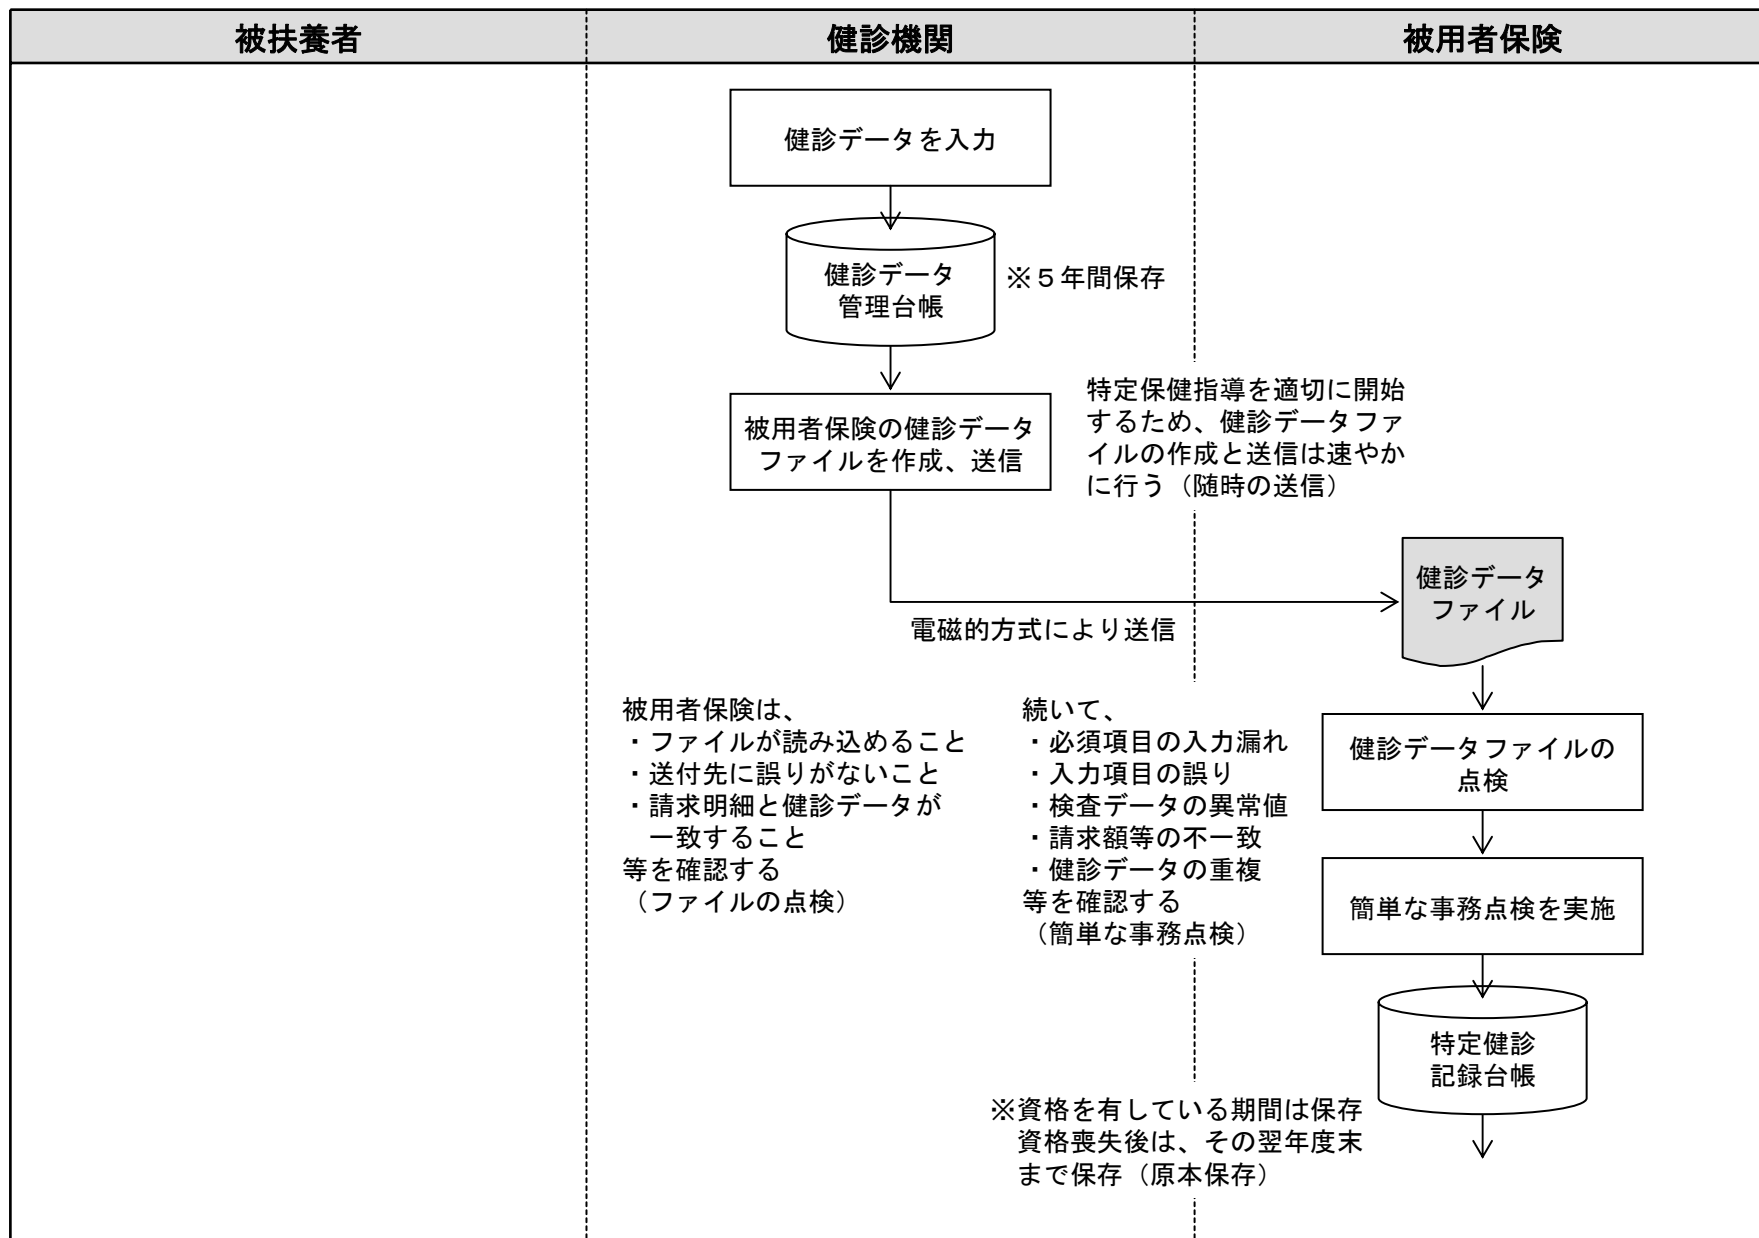 被扶養者
健診機関
被用者保険
健診データを入力
健診データ
管理台帳
※5年間保存
被用者保険の健診データ
ファイルを作成、送信
特定保健指導を適切に開始
するため、健診データファ
イルの作成と送信は速やか
に行う（随時の送信）
健診データ
ファイル
電磁的方式により送信
被用者保険は、
・ファイルが読み込めること
・送付先に誤りがないこと
・請求明細と健診データが
一致すること
等を確認する
（ファイルの点検）
続いて、
・必須項目の入力漏れ
・入力項目の誤り
・検査データの異常値
・請求額等の不一致
・健診データの重複
等を確認する
（簡単な事務点検）
健診データファイルの
点検
簡単な事務点検を実施
特定健診
記録台帳
※資格を有している期間は保存
資格喪失後は、その翌年度末
まで保存（原本保存）